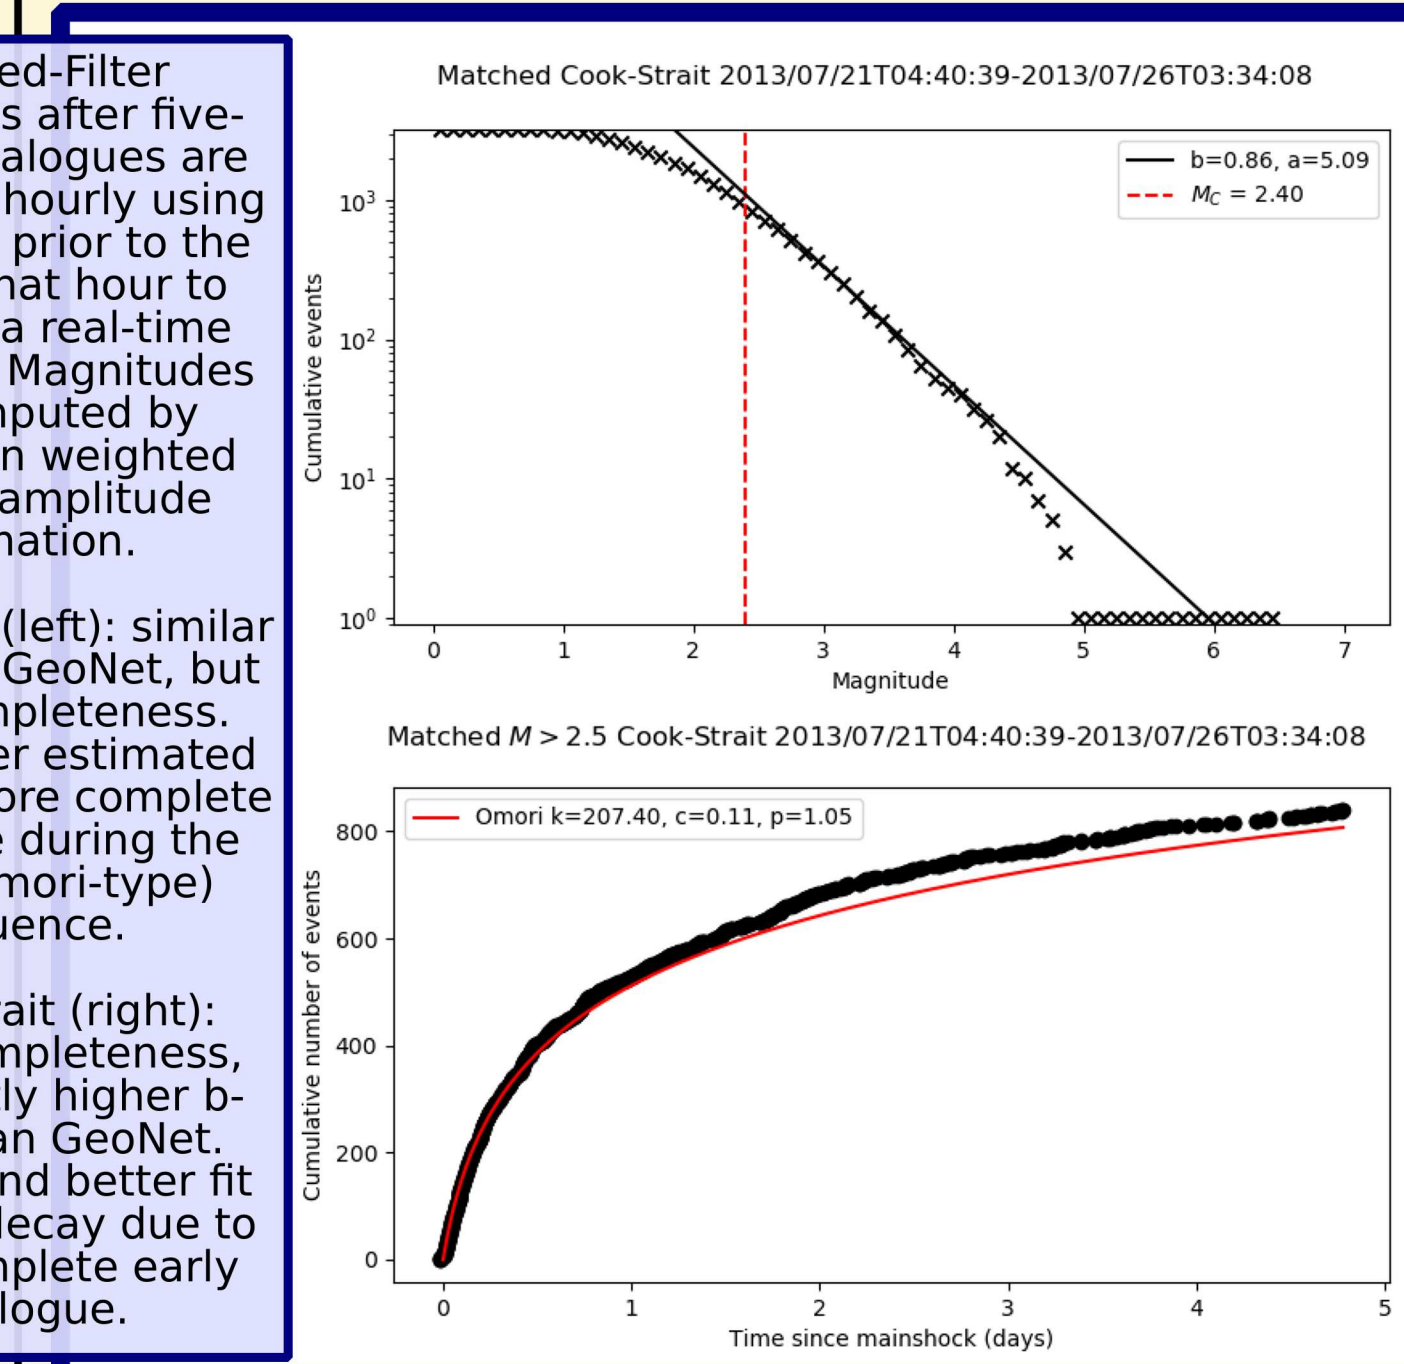 ed-Filter
s after five-
alogues are
hourly using
prior to the
hat hour to
a real-time
Magnitudes
nputed by
n weighted
amplitude
nation.
(left): similar
GeoNet, but
npleteness.
er estimated
ore complete
e during the
mori-type)
uence.
rait (right):
mpleteness,
tly higher b-
an GeoNet.
nd better fit
decay due to
mplete early
logue.
Matched Cook-Strait 2013/07/21T04:40:39-2013/07/26T03:34:08
b=0.86, a=5.09
M_C = 2.40
Cumulative events
10^3
10^2
10^1
10^0
0 1 2 3 4 5 6 7
Magnitude
Matched M > 2.5 Cook-Strait 2013/07/21T04:40:39-2013/07/26T03:34:08
Omori k=207.40, c=0.11, p=1.05
Cumulative number of events
800
600
400
200
0
0 1 2 3 4 5
Time since mainshock (days)